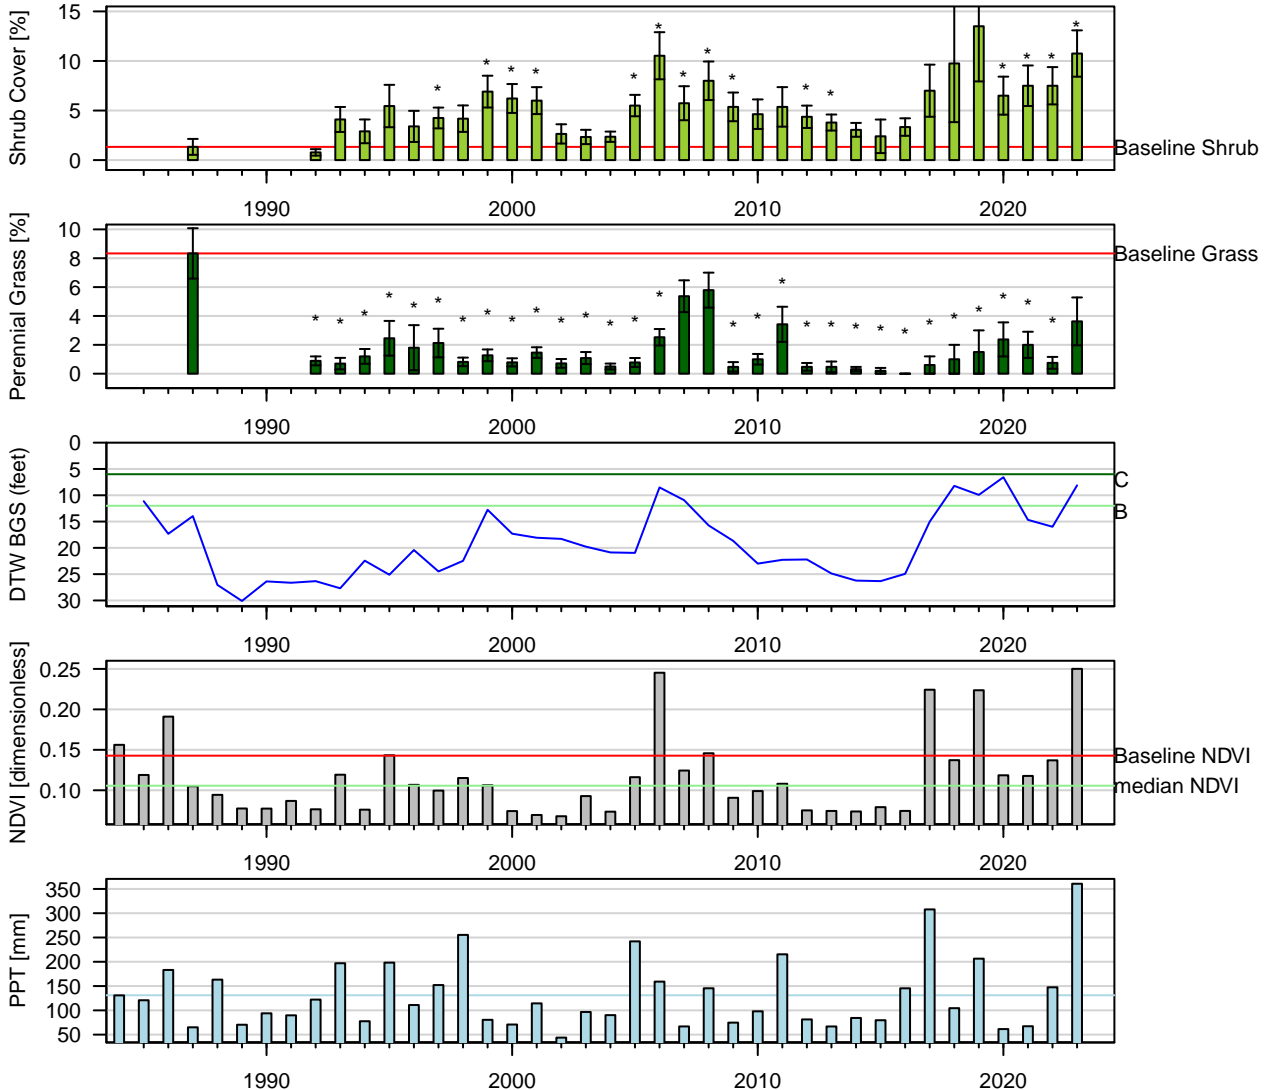 Shrub Cover [%]
15
10
5
0
* * * * * * * * * * * * * * * *
Baseline Shrub
1990 2000 2010 2020
Perennial Grass [%]
10
8
6
4
2
0
* * * * * * * * * * * * * * * * * * * * * * * * * * * * *
Baseline Grass
1990 2000 2010 2020
DTW BGS (feet)
0
5
10
15
20
25
30
C
B
1990 2000 2010 2020
NDVI [dimensionless]
0.25
0.20
0.15
0.10
Baseline NDVI
median NDVI
1990 2000 2010 2020
PPT [mm]
350
300
250
200
150
100
50
1990 2000 2010 2020